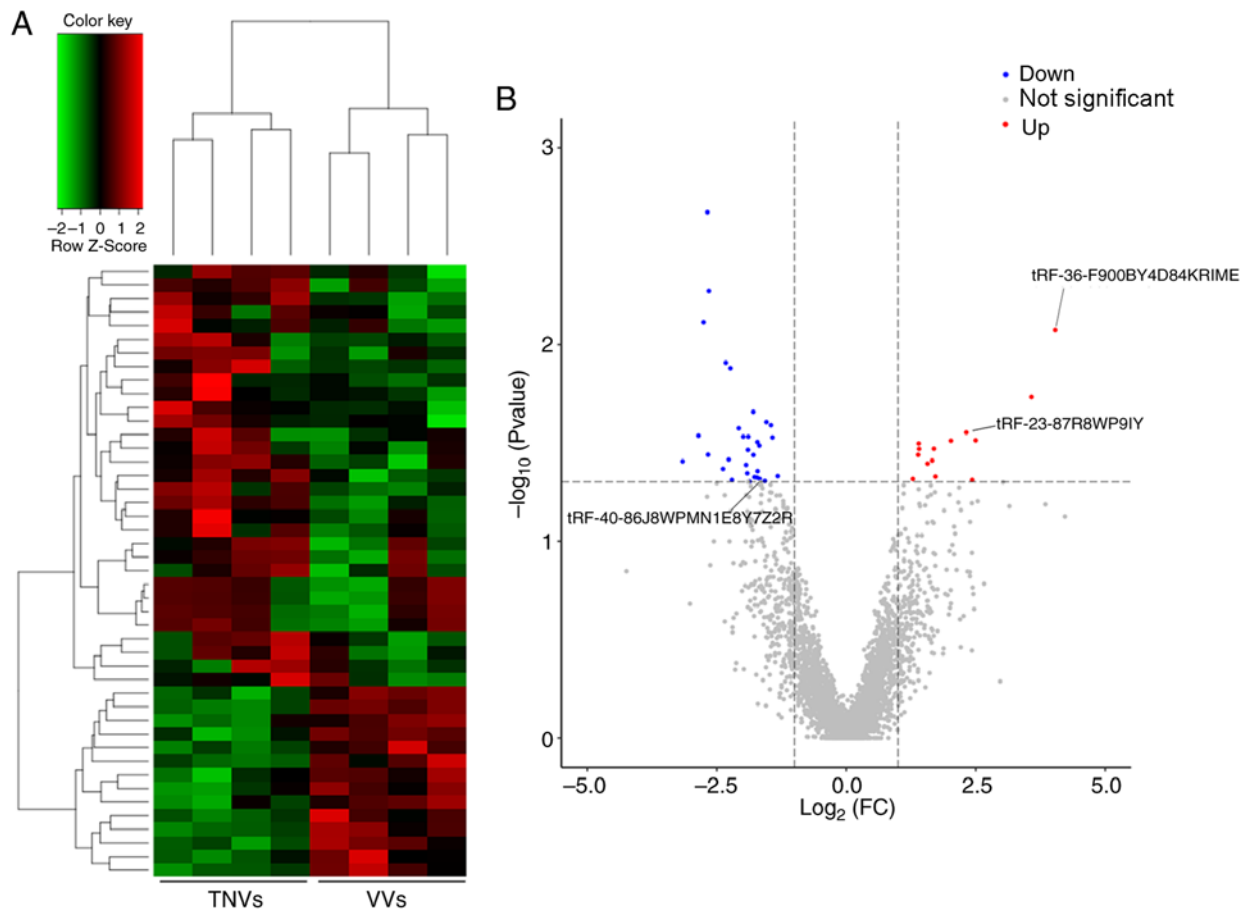 A
Color key
−2 −1 0 1 2
Row Z-Score
TNVs
VVs
B
Down
Not significant
Up
tRF-36-F900BY4D84KRIME
tRF-23-87R8WP9IY
tRF-40-86J8WPMN1E8Y7Z2R
3
2
1
0
−log10 (Pvalue)
−5.0 −2.5 0.0 2.5 5.0
Log2 (FC)